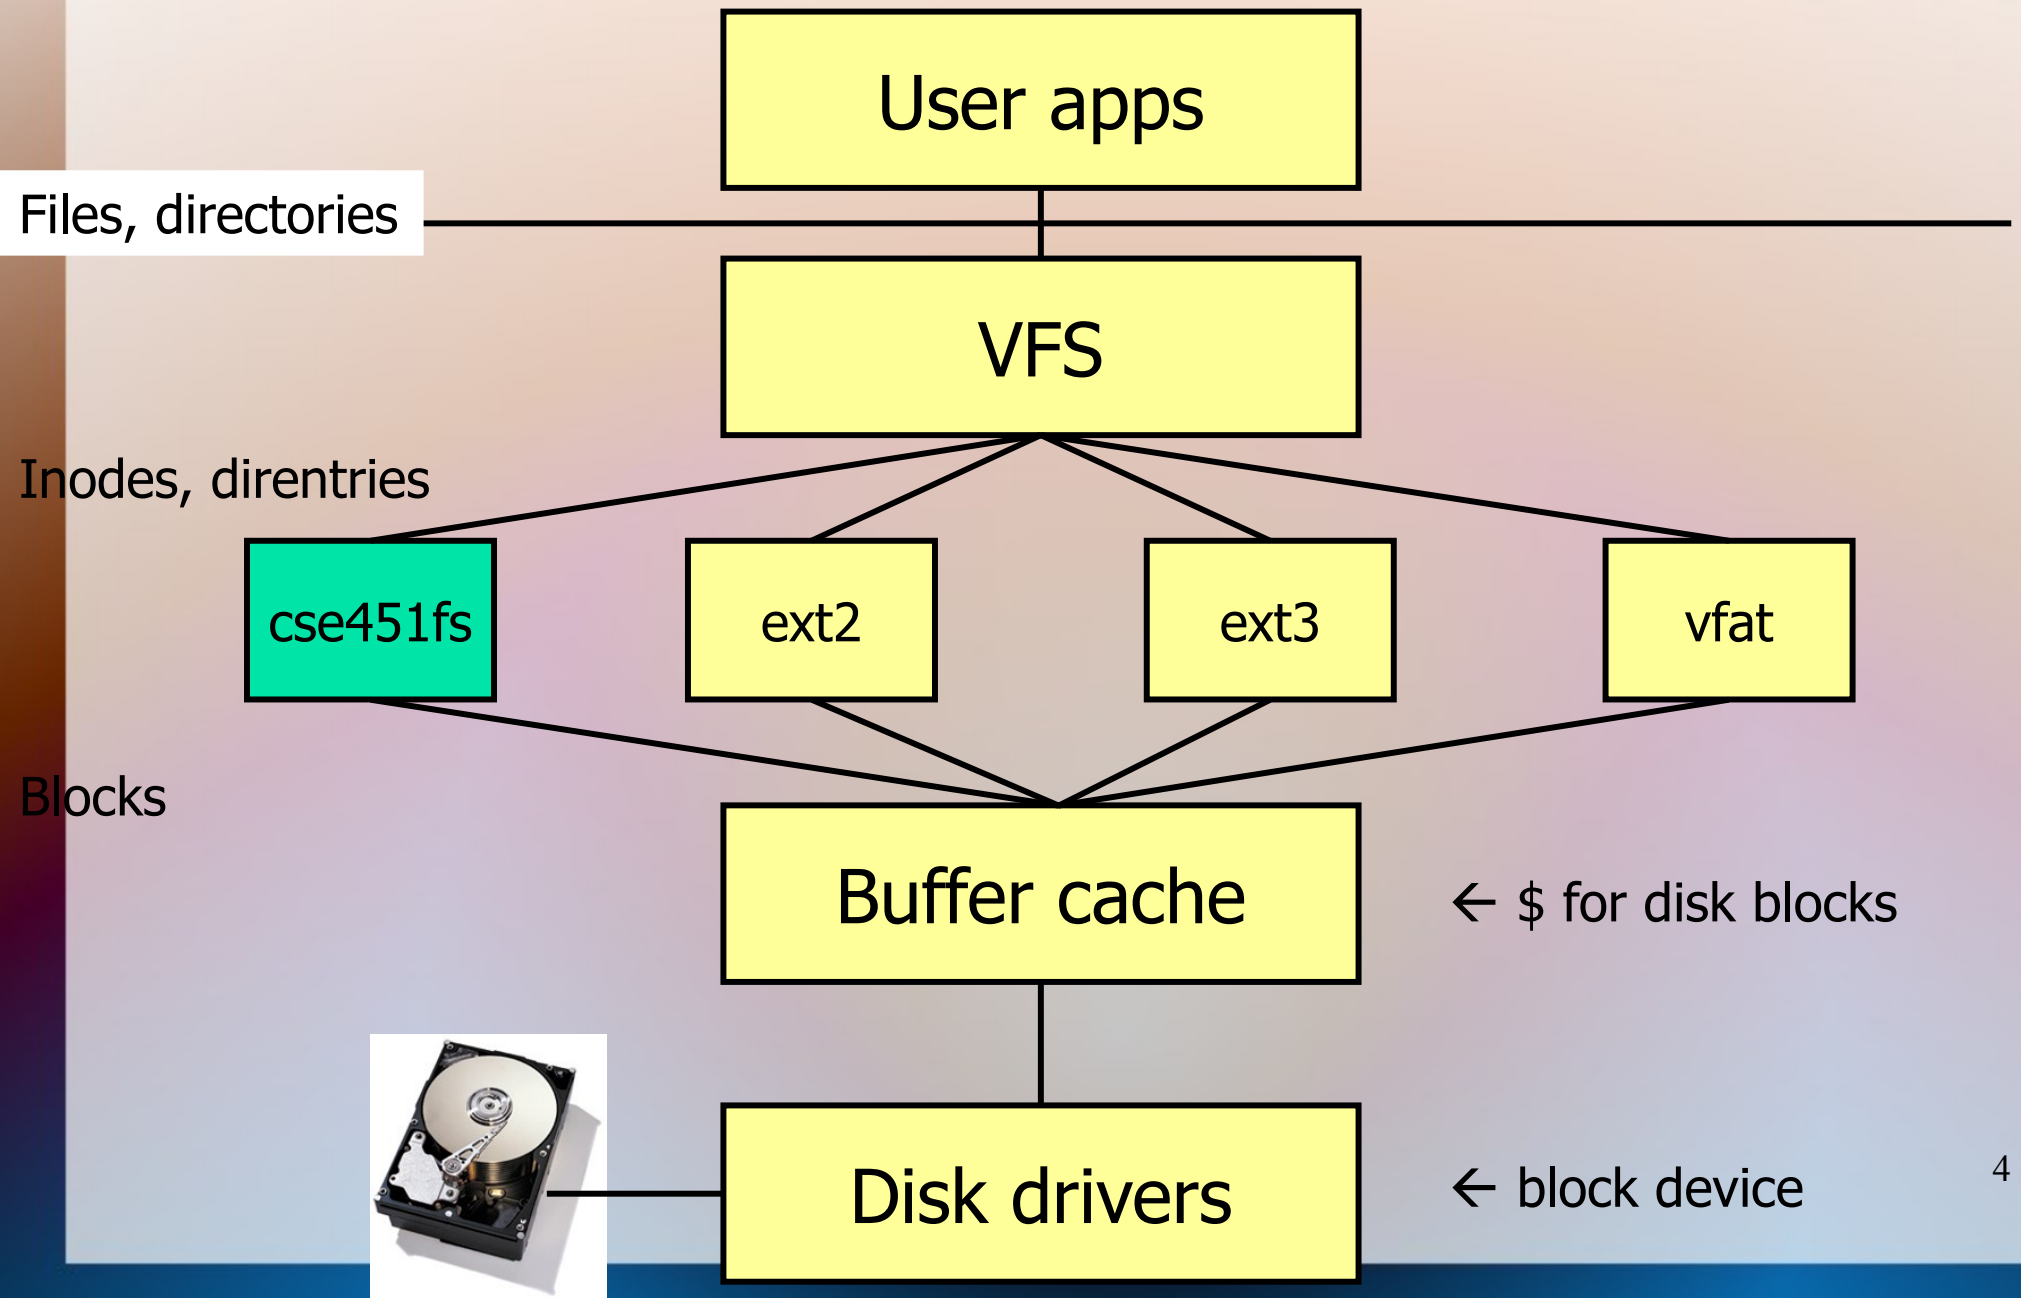 User apps
Files, directories
VFS
Inodes, direntries
cse451fs
ext2
ext3
vfat
Blocks
Buffer cache
← $ for disk blocks
Disk drivers
← block device
4